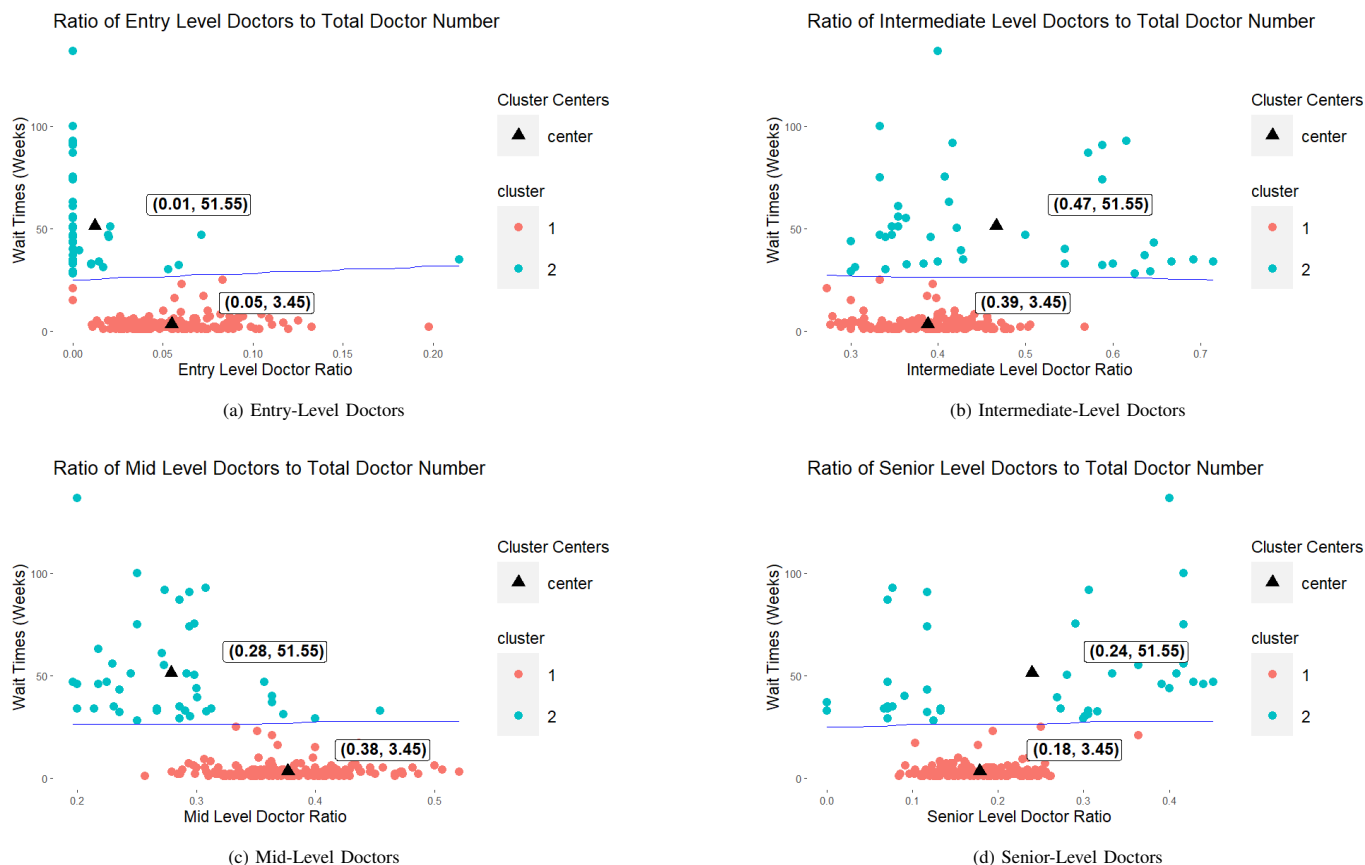 Ratio of Entry Level Doctors to Total Doctor Number
Wait Times (Weeks)
100
50
0
(0.01, 51.55)
(0.05, 3.45)
0.00 0.05 0.10 0.15 0.20
Entry Level Doctor Ratio
Cluster Centers
center
cluster
1
2
(a) Entry-Level Doctors
Ratio of Intermediate Level Doctors to Total Doctor Number
Wait Times (Weeks)
100
50
0
(0.47, 51.55)
(0.39, 3.45)
0.3 0.4 0.5 0.6 0.7
Intermediate Level Doctor Ratio
Cluster Centers
center
cluster
1
2
(b) Intermediate-Level Doctors
Ratio of Mid Level Doctors to Total Doctor Number
Wait Times (Weeks)
100
50
0
(0.28, 51.55)
(0.38, 3.45)
0.2 0.3 0.4 0.5
Mid Level Doctor Ratio
Cluster Centers
center
cluster
1
2
(c) Mid-Level Doctors
Ratio of Senior Level Doctors to Total Doctor Number
Wait Times (Weeks)
100
50
0
(0.24, 51.55)
(0.18, 3.45)
0.0 0.1 0.2 0.3 0.4
Senior Level Doctor Ratio
Cluster Centers
center
cluster
1
2
(d) Senior-Level Doctors